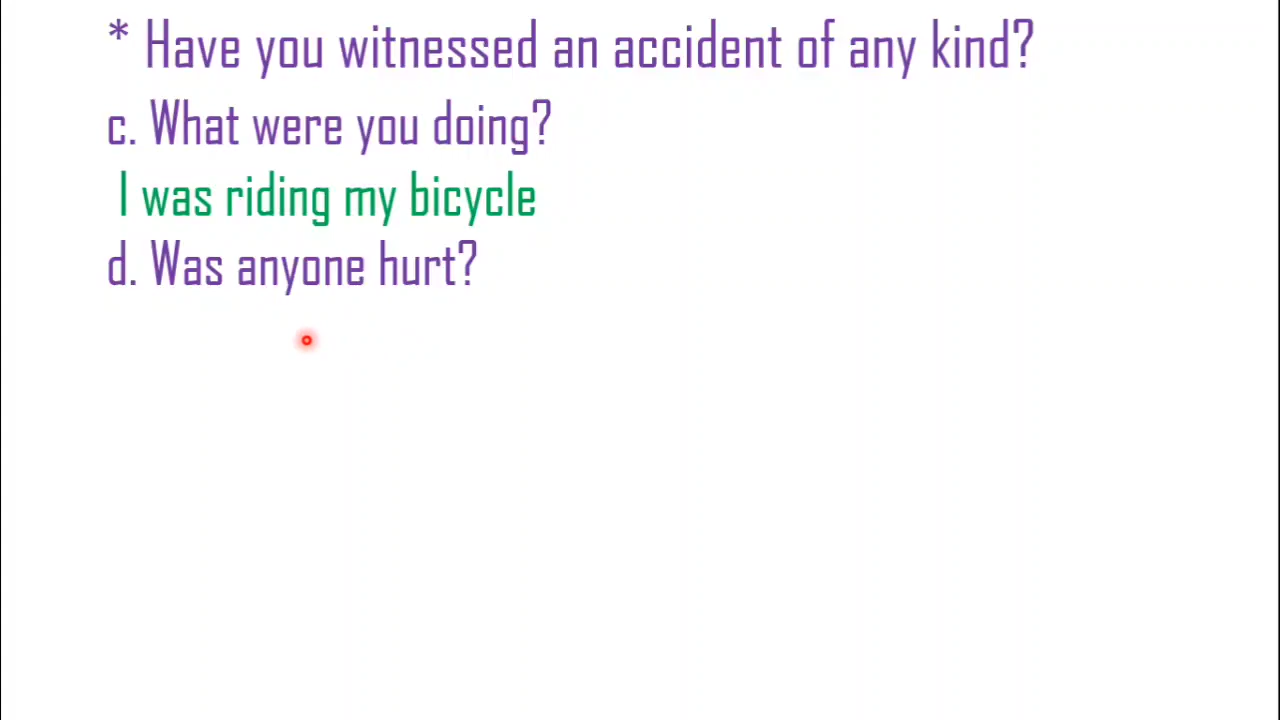 * Have you witnessed an accident of any kind?
c. What were you doing?
I was riding my bicycle
d. Was anyone hurt?